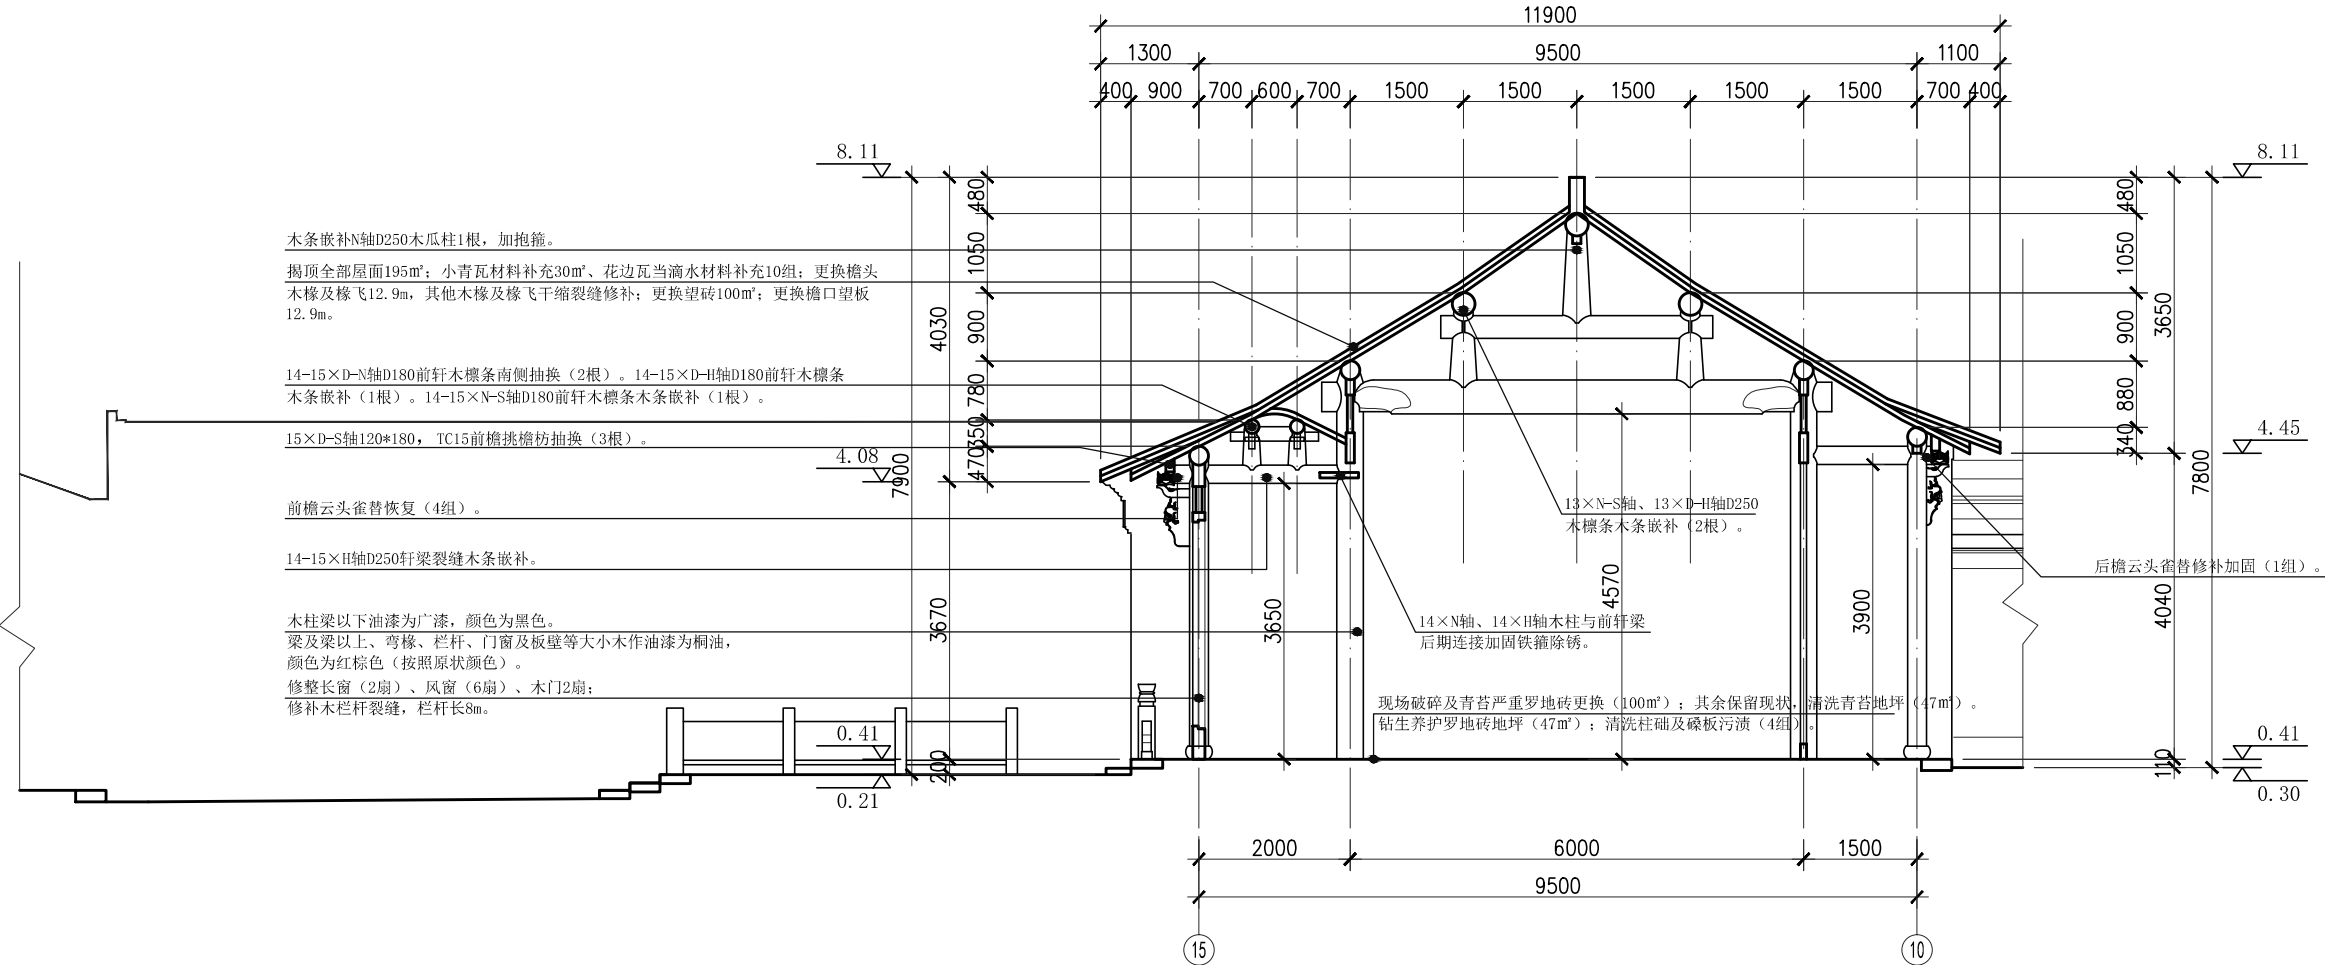 11900
1300 9500 1100
400 900 700 600 700 1500 1500 1500 1500 1500 700 400
8.11
8.11
480
480
木条嵌补N轴D250木瓜柱1根，加抱箍。
1050
1050
揭顶全部屋面195㎡；小青瓦材料补充30㎡、花边瓦当滴水材料补充10组；更换檐头
木椽及椽飞12.9m，其他木椽及椽飞干缩裂缝修补；更换望砖100㎡；更换檐口望板
12.9m。
4030
900
900
3650
14-15×D-N轴D180前轩木檩条南侧抽换（2根）。14-15×D-H轴D180前轩木檩条
木条嵌补（1根）。14-15×N-S轴D180前轩木檩条木条嵌补（1根）。
780
880
15×D-S轴120*180， TC15前檐挑檐枋抽换（3根）。
350
340
4.45
4.08
7900
470
7800
前檐云头雀替恢复（4组）。
13×N-S轴、13×D-H轴D250
木檩条木条嵌补（2根）。
14-15×H轴D250轩梁裂缝木条嵌补。
后檐云头雀替修补加固（1组）。
木柱梁以下油漆为广漆，颜色为黑色。
梁及梁以上、弯椽、栏杆、门窗及板壁等大小木作油漆为桐油，
颜色为红棕色（按照原状颜色）。
3670
3650
4570
3900
4040
14×N轴、14×H轴木柱与前轩梁
后期连接加固铁箍除锈。
修整长窗（2扇）、风窗（6扇）、木门2扇；
修补木栏杆裂缝，栏杆长8m。
现场破碎及青苔严重罗地砖更换（100㎡）；其余保留现状，清洗青苔地坪（47㎡）。
钻生养护罗地砖地坪（47㎡）；清洗柱础及磉板污渍（4组）。
0.41
0.41
200
110
0.21
0.30
2000 6000 1500
9500
15
10